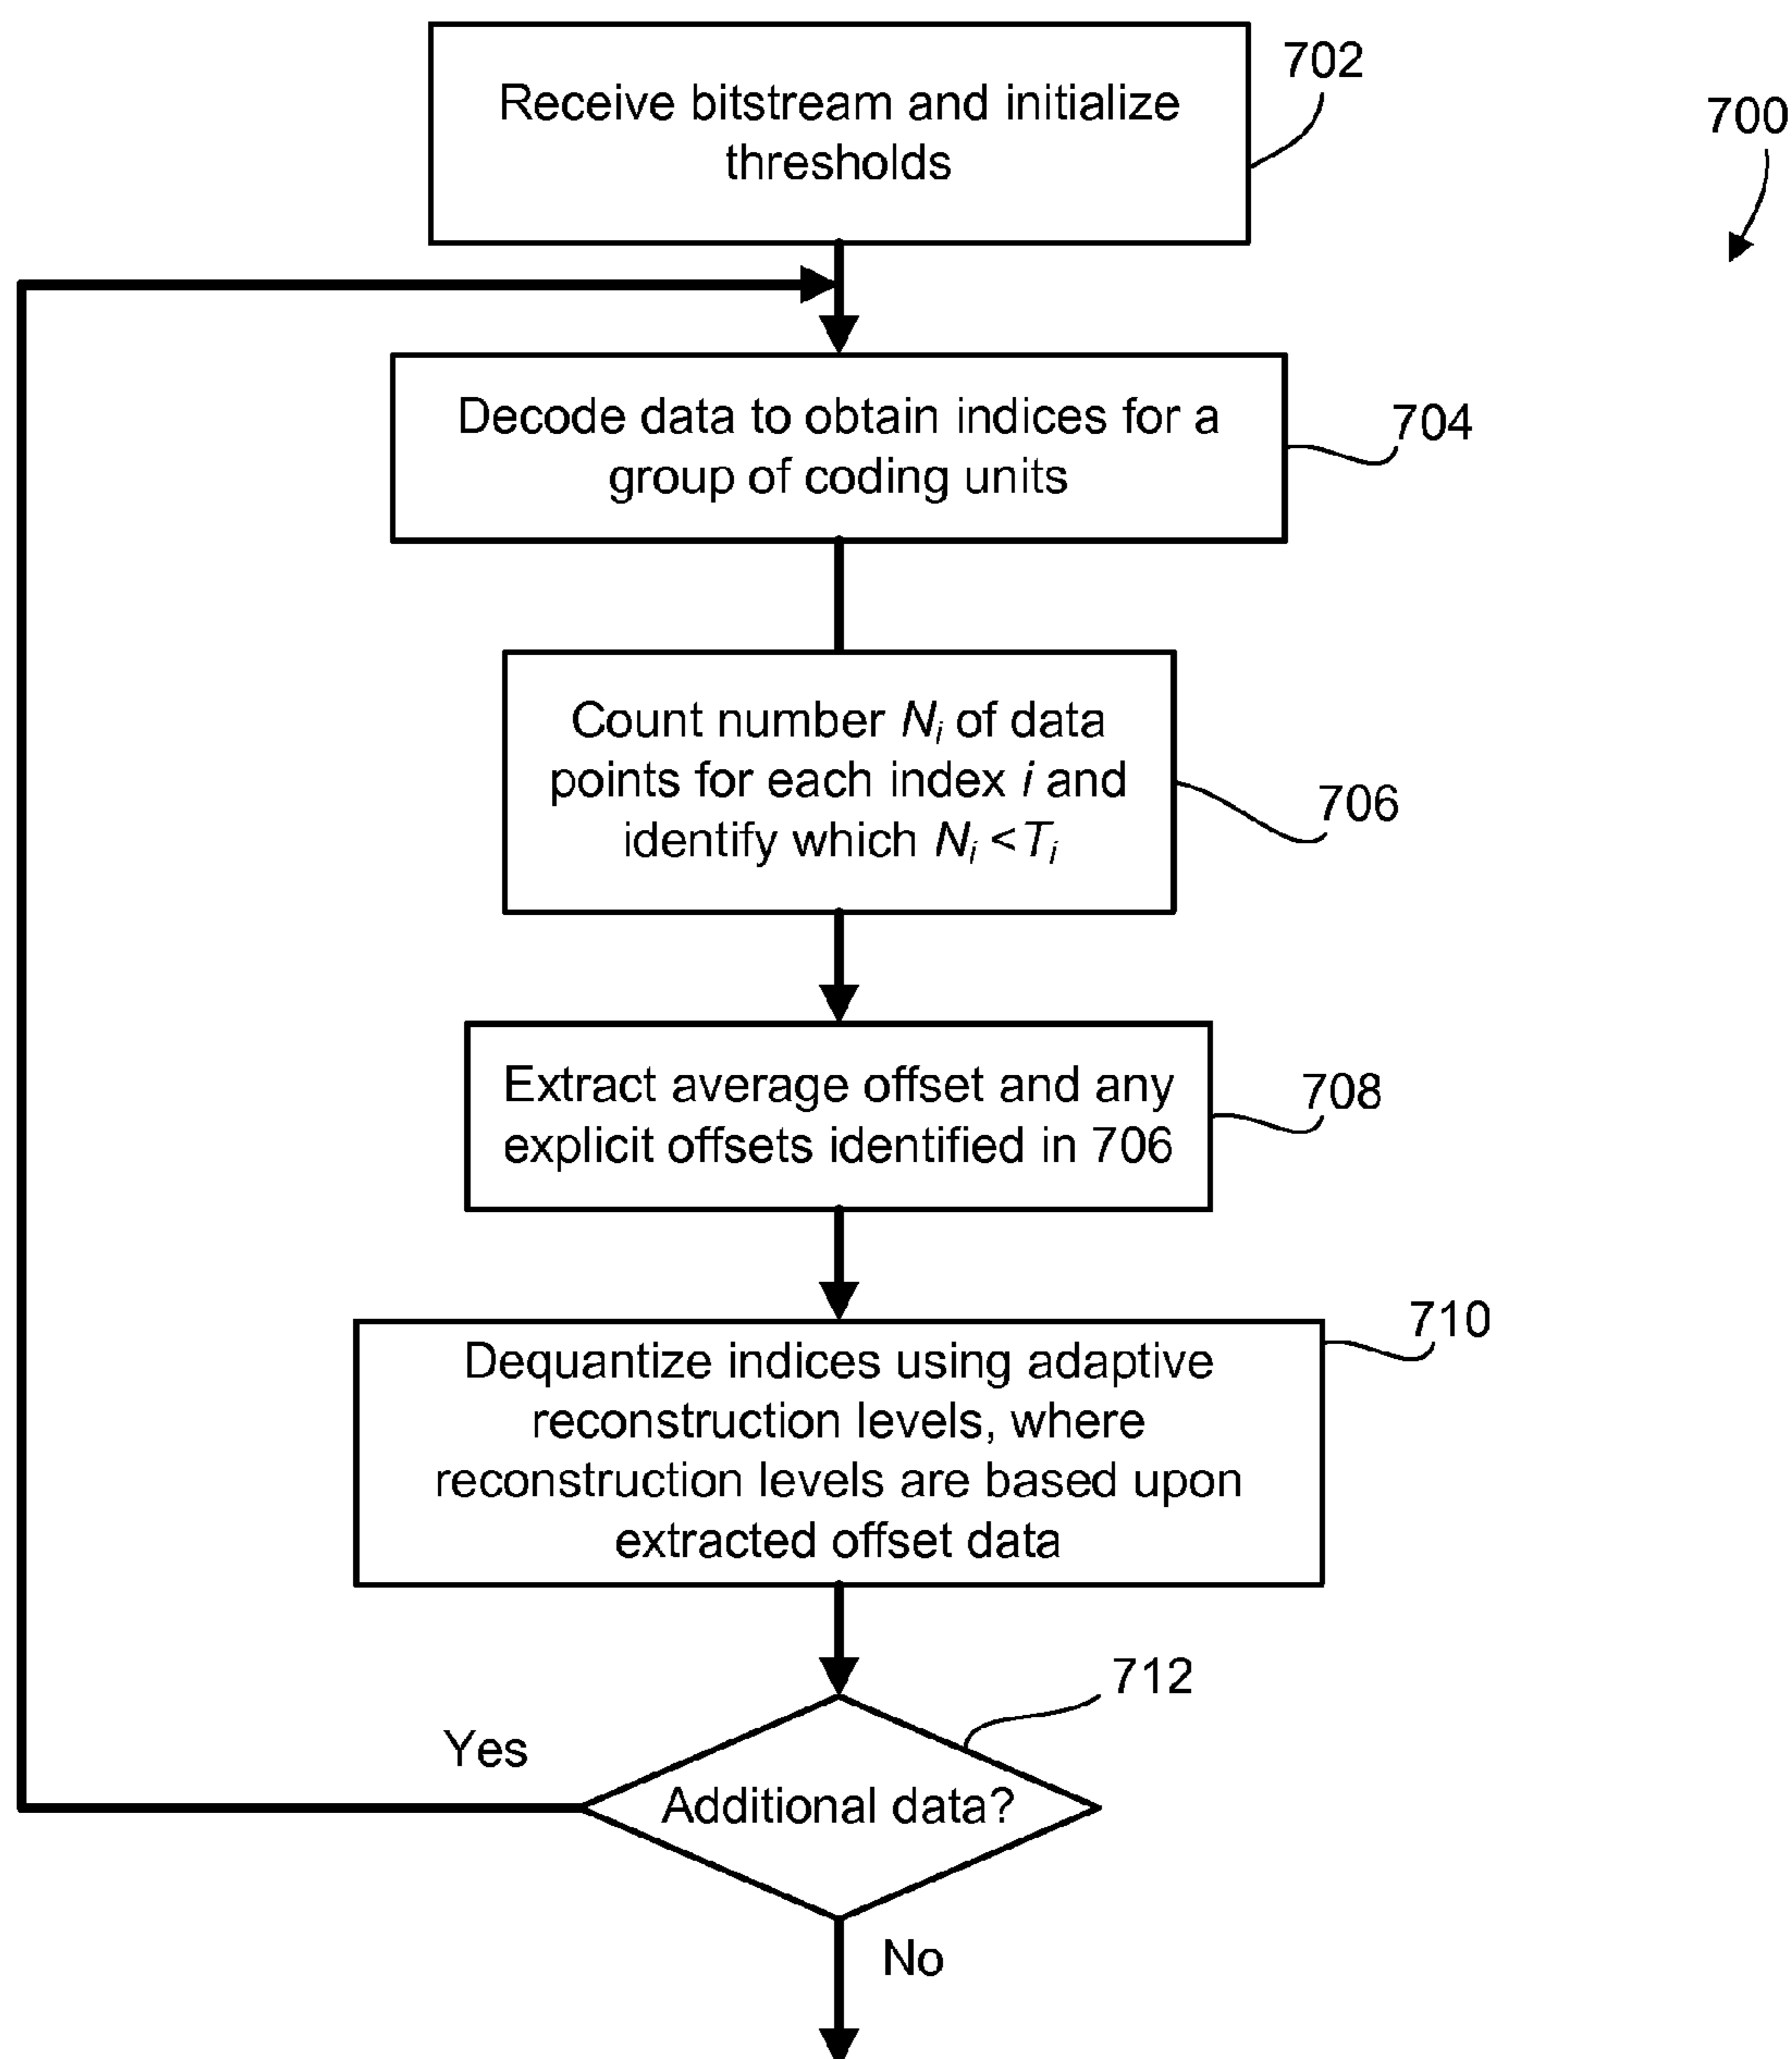 Receive bitstream and initialize
thresholds
702
700
Decode data to obtain indices for a
group of coding units
704
Count number Nᵢ of data
points for each index i and
identify which Nᵢ <Tᵢ
706
Extract average offset and any
explicit offsets identified in 706
708
Dequantize indices using adaptive
reconstruction levels, where
reconstruction levels are based upon
extracted offset data
710
712
Yes
Additional data?
No